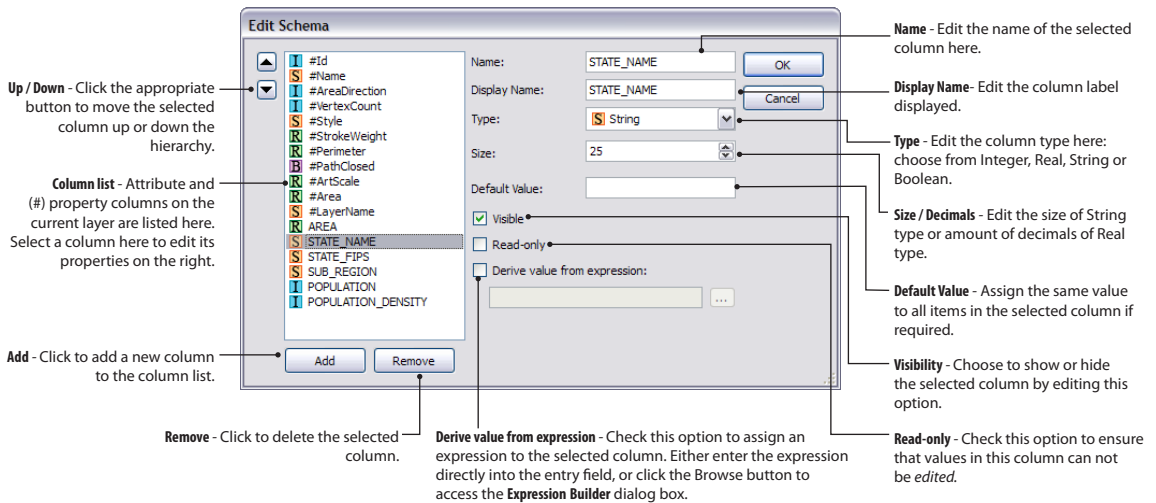 Edit Schema
Up / Down - Click the appropriate
button to move the selected
column up or down the
hierarchy.
Column list - Attribute and
(#) property columns on the
current layer are listed here.
Select a column here to edit its
properties on the right.
Add - Click to add a new column
to the column list.
I #Id
S #Name
I #AreaDirection
I #VertexCount
S #Style
R #StrokeWeight
R #Perimeter
B #PathClosed
R #ArtScale
R #Area
S #LayerName
R AREA
S STATE_NAME
S STATE_FIPS
S SUB_REGION
I POPULATION
I POPULATION_DENSITY
Add
Remove
Name: STATE_NAME
Display Name: STATE_NAME
Type: S String
Size: 25
Default Value:
Visible
Read-only
Derive value from expression:
...
OK
Cancel
Name - Edit the name of the selected
column here.
Display Name- Edit the column label
displayed.
Type - Edit the column type here:
choose from Integer, Real, String or
Boolean.
Size / Decimals - Edit the size of String
type or amount of decimals of Real
type.
Default Value - Assign the same value
to all items in the selected column if
required.
Visibility - Choose to show or hide
the selected column by editing this
option.
Read-only - Check this option to ensure
that values in this column can not
be edited.
Remove - Click to delete the selected
column.
Derive value from expression - Check this option to assign an
expression to the selected column. Either enter the expression
directly into the entry field, or click the Browse button to
access the Expression Builder dialog box.